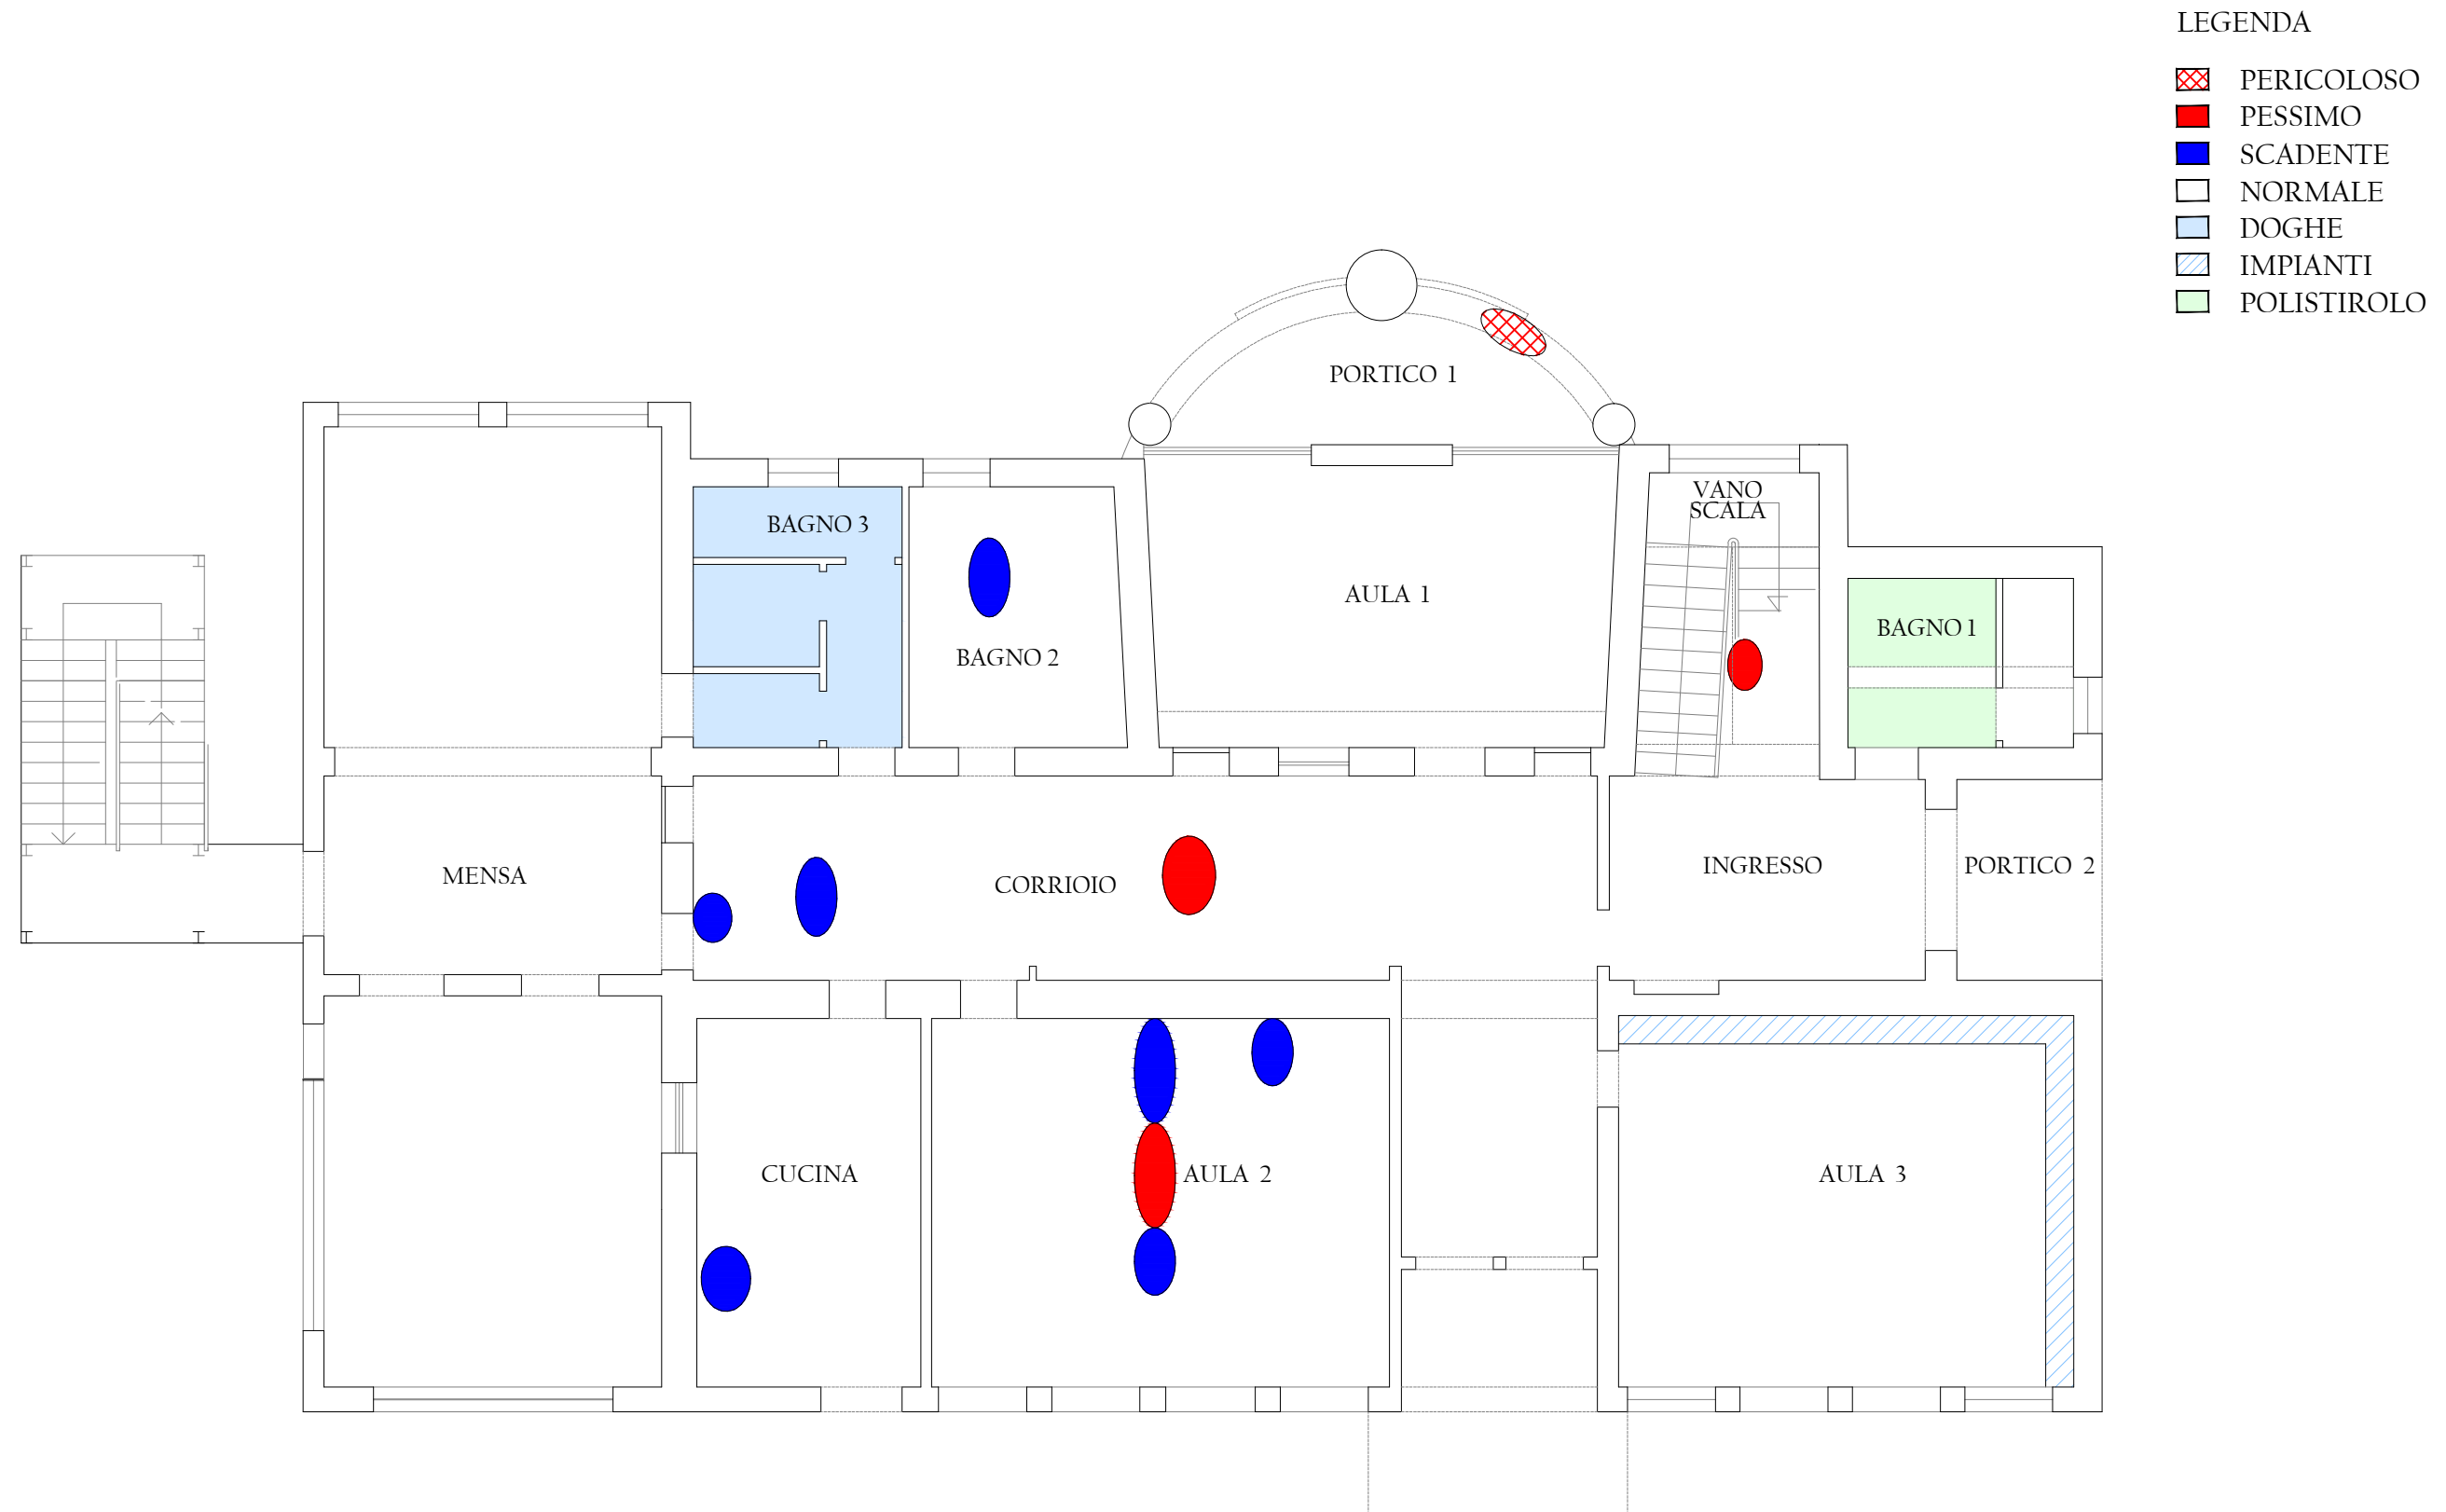 LEGENDA
PERICOLOSO
PESSIMO
SCADENTE
NORMALE
DOGHE
IMPIANTI
POLISTIROLO
PORTICO 1
VANO
SCALA
BAGNO 3
AULA 1
BAGNO 1
BAGNO 2
MENSA
CORRIOIO
INGRESSO
PORTICO 2
CUCINA
AULA 2
AULA 3